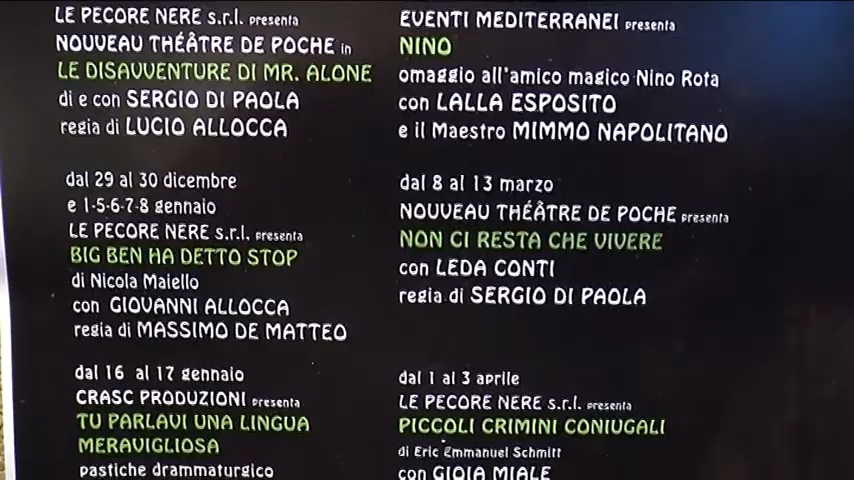 LE PECORE NERE s.r.l. presenta
NOUVEAU THÉÂTRE DE POCHE in
LE DISAVVENTURE DI MR. ALONE
di e con SERGIO DI PAOLA
regia di LUCIO ALLOCCA
dal 29 al 30 dicembre
e 1-5-6-7-8 gennaio
LE PECORE NERE s.r.l. presenta
BIG BEN HA DETTO STOP
di Nicola Maiello
con GIOVANNI ALLOCCA
regia di MASSIMO DE MATTEO
dal 16 al 17 gennaio
CRASC PRODUZIONI presenta
TU PARLAVI UNA LINGUA
MERAVIGLIOSA
pastiche drammaturgico
EVENTI MEDITERRANEI presenta
NINO
omaggio all'amico magico Nino Rota
con LALLA ESPOSITO
e il Maestro MIMMO NAPOLITANO
dal 8 al 13 marzo
NOUVEAU THÉÂTRE DE POCHE presenta
NON CI RESTA CHE VIVERE
con LEDA CONTI
regia di SERGIO DI PAOLA
dal 1 al 3 aprile
LE PECORE NERE s.r.l. presenta
PICCOLI CRIMINI CONIUGALI
di Eric Emmanuel Schmitt
con GIOIA MIALE